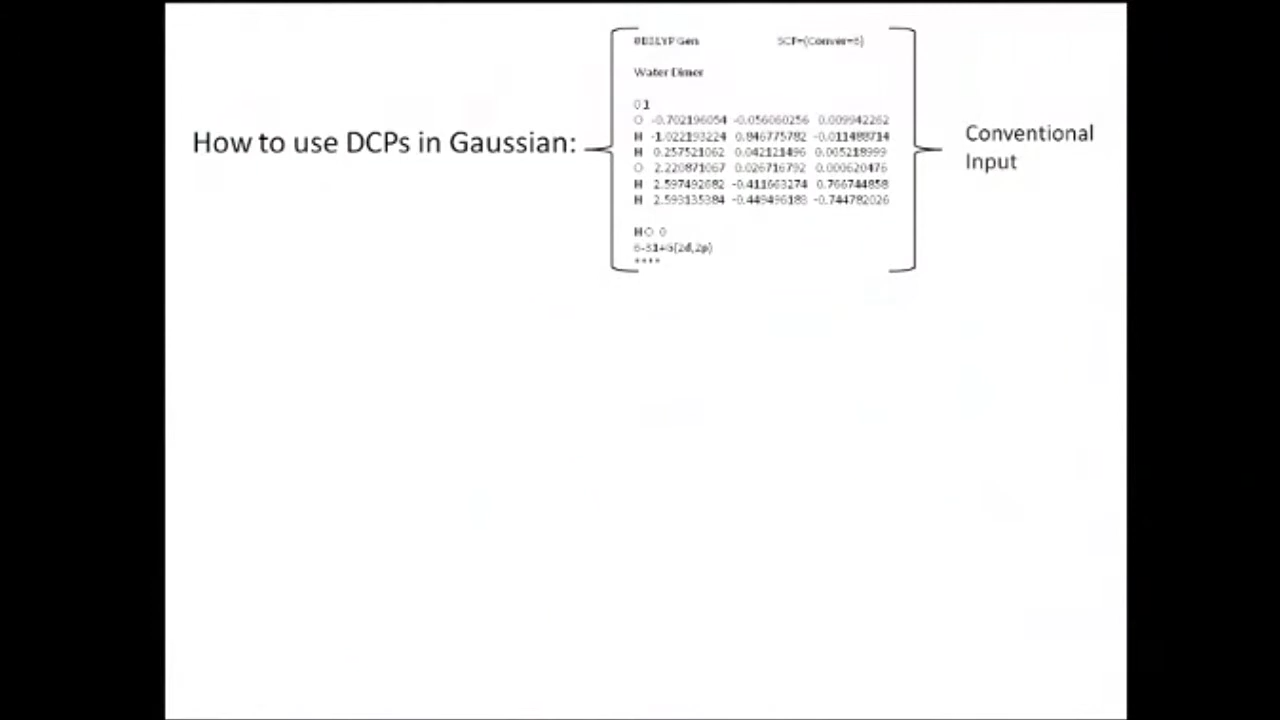 #B3LYP Gen SCF=(Conver=6)
Water Dimer
0 1
O -0.702196054 -0.056060256 0.009942262
H -1.022193224 0.846775782 -0.011488714
H 0.257521062 0.042121496 0.005218999
O 2.220871067 0.026716792 0.000620476
H 2.597492682 -0.411663274 0.766744858
H 2.593135384 -0.449496183 -0.744782026
H O 0
6-31+G(2d,2p)
****
How to use DCPs in Gaussian:
Conventional
Input